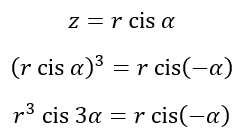 z = r cis α
(r cis α)³ = r cis(−α)
r³ cis 3α = r cis(−α)